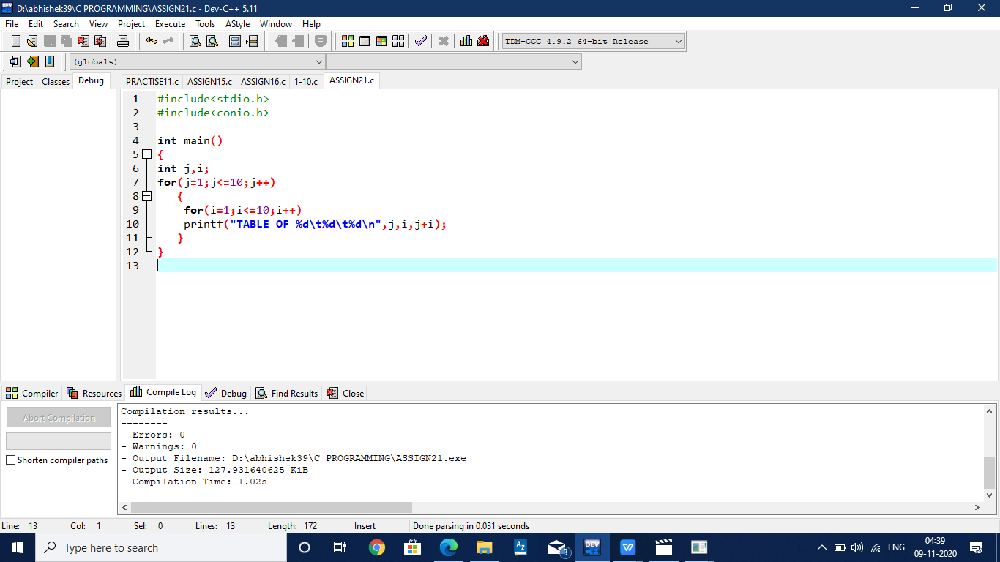 D:\abhishek39\C PROGRAMMING\ASSIGN21.c - Dev-C++ 5.11
File Edit Search View Project Execute Tools AStyle Window Help
TDM-GCC 4.9.2 64-bit Release
(globals)
Project Classes Debug PRACTISE11.c ASSIGN15.c ASSIGN16.c 1-10.c ASSIGN21.c
1 #include<stdio.h>
2 #include<conio.h>
3
4 int main()
5 {
6 int j,i;
7 for(j=1;j<=10;j++)
8 {
9 for(i=1;i<=10;i++)
10 printf("TABLE OF %d\t%d\t%d\n",j,i,j+i);
11 }
12 }
13
Compiler Resources Compile Log Debug Find Results Close
Abort Compilation
Shorten compiler paths
Compilation results...
--------
- Errors: 0
- Warnings: 0
- Output Filename: D:\abhishek39\C PROGRAMMING\ASSIGN21.exe
- Output Size: 127.931640625 KiB
- Compilation Time: 1.02s
Line: 13 Col: 1 Sel: 0 Lines: 13 Length: 172 Insert Done parsing in 0.031 seconds
Type here to search
A Z
3
DEV
W
ENG
04:39
09-11-2020